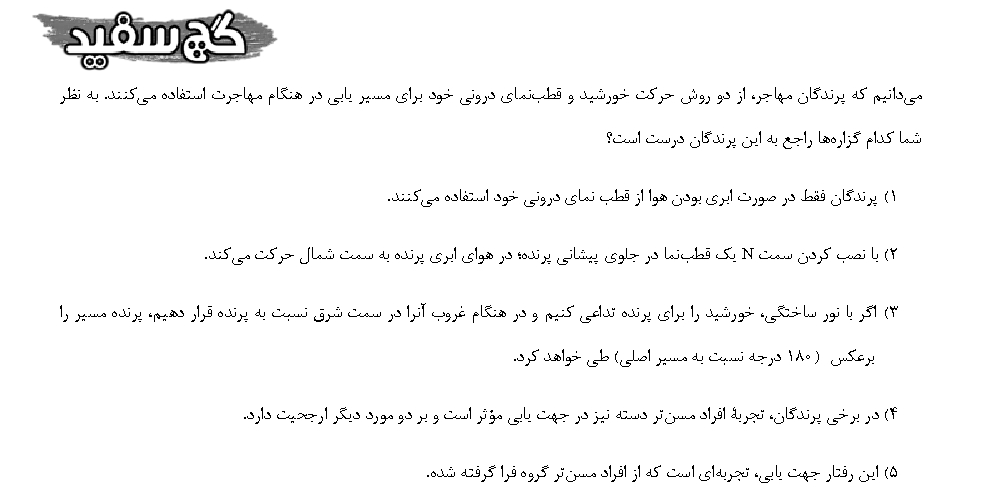 گچ سفید
می‌دانیم که پرندگان مهاجر، از دو روش حرکت خورشید و قطب‌نمای درونی خود برای مسیر یابی در هنگام مهاجرت استفاده می‌کنند. به نظر
شما کدام گزاره‌ها راجع به این پرندگان درست است؟
۱) پرندگان فقط در صورت ابری بودن هوا از قطب نمای درونی خود استفاده می‌کنند.
۲) با نصب کردن سمت N یک قطب‌نما در جلوی پیشانی پرنده؛ در هوای ابری پرنده به سمت شمال حرکت می‌کند.
۳) اگر با نور ساختگی، خورشید را برای پرنده تداعی کنیم و در هنگام غروب آنرا در سمت شرق نسبت به پرنده قرار دهیم، پرنده مسیر را
برعکس (۱۸۰ درجه نسبت به مسیر اصلی) طی خواهد کرد.
۴) در برخی پرندگان، تجربهٔ افراد مسن‌تر دسته نیز در جهت یابی مؤثر است و بر دو مورد دیگر ارجحیت دارد.
۵) این رفتار جهت یابی، تجربه‌ای است که از افراد مسن‌تر گروه فرا گرفته شده.